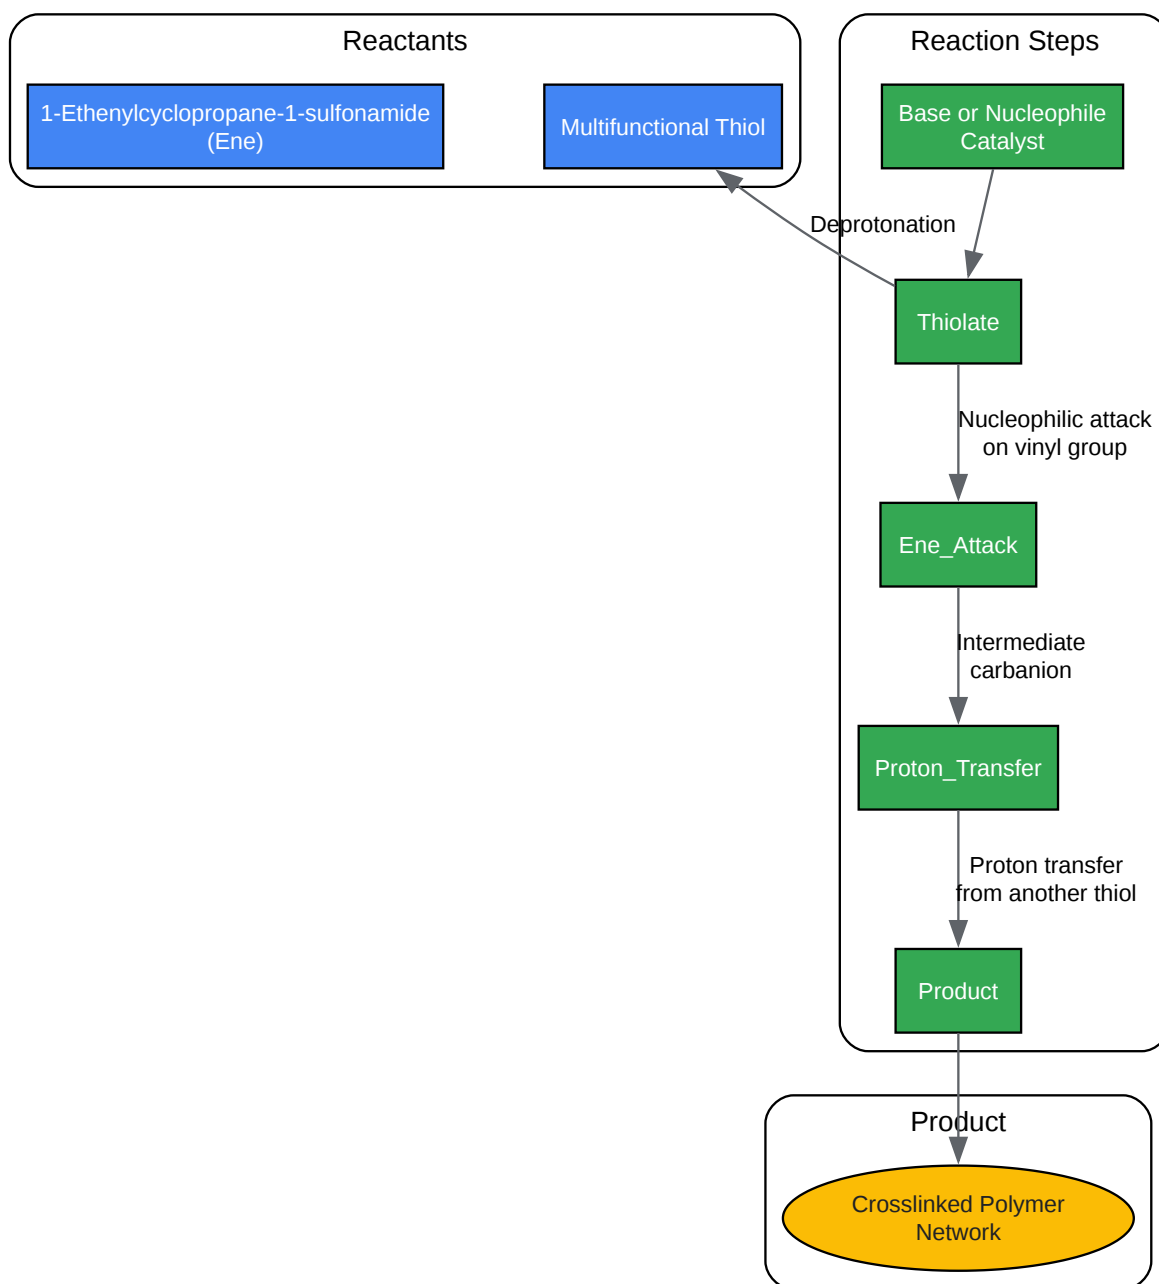 Reactants
1-Ethenylcyclopropane-1-sulfonamide
(Ene)
Multifunctional Thiol
Reaction Steps
Base or Nucleophile
Catalyst
Deprotonation
Thiolate
Nucleophilic attack
on vinyl group
Ene_Attack
Intermediate
carbanion
Proton_Transfer
Proton transfer
from another thiol
Product
Product
Crosslinked Polymer
Network